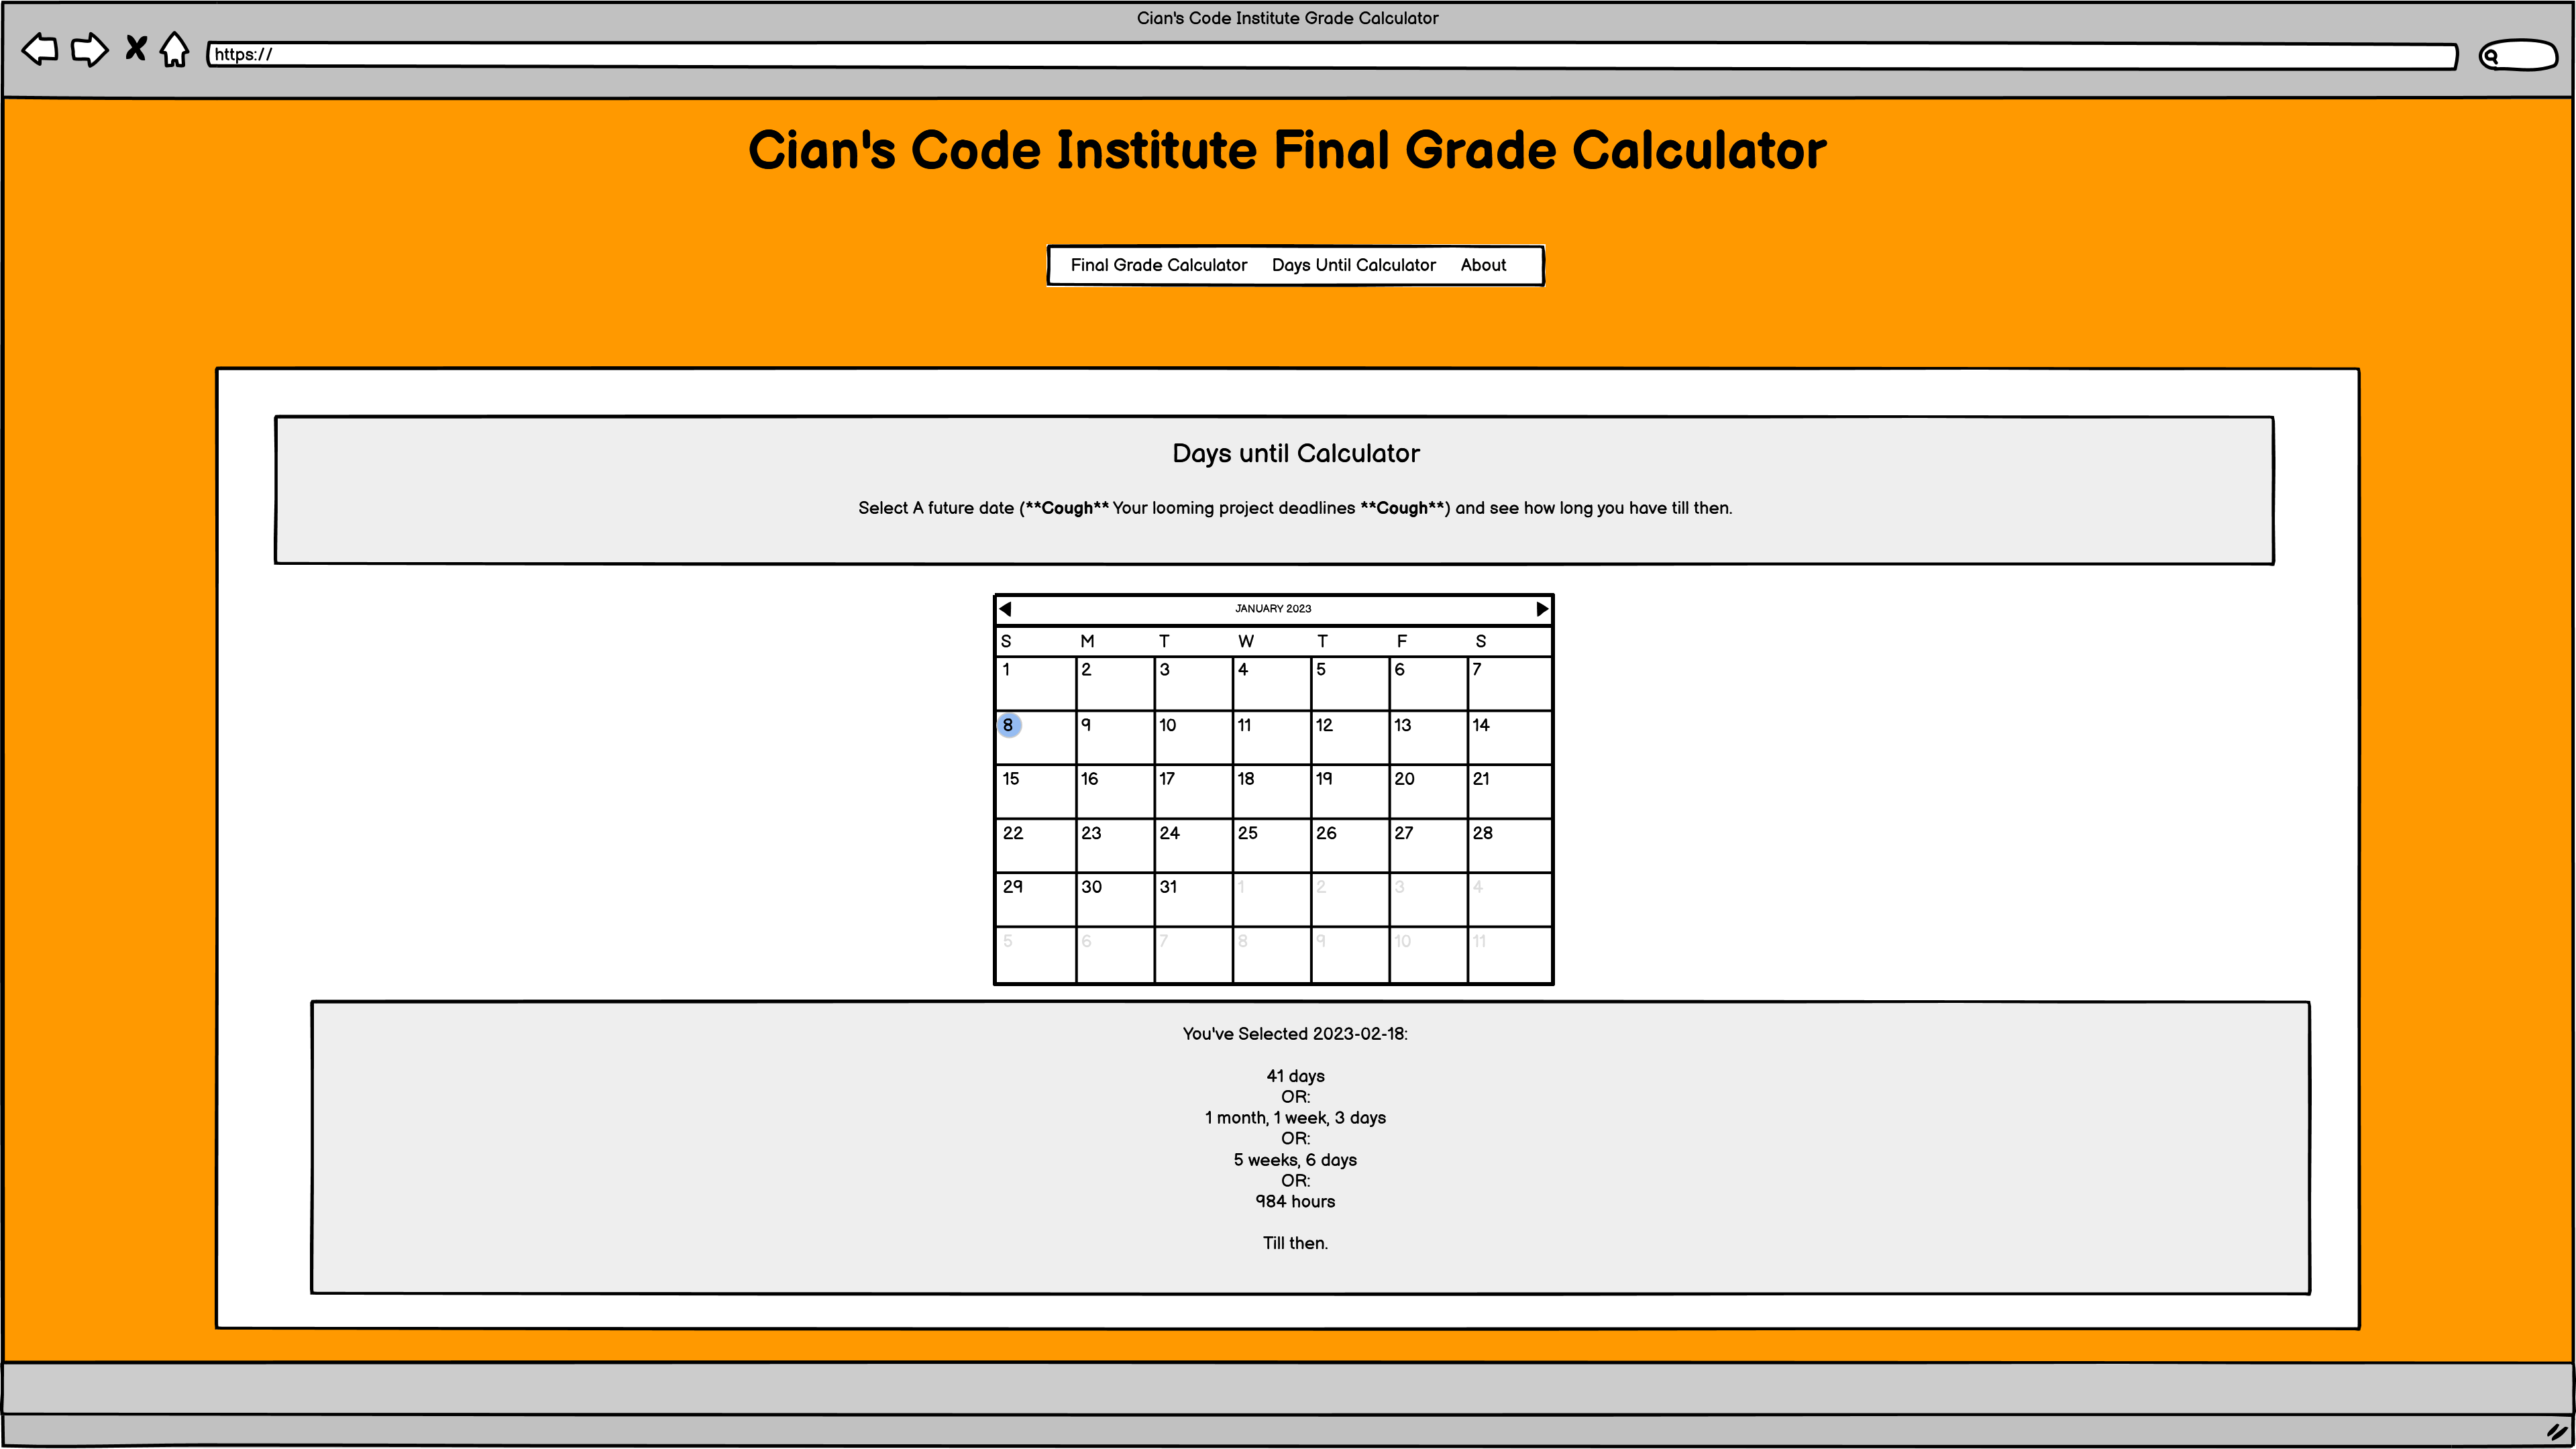 Cian's Code Institute Grade Calculator
https://
Cian's Code Institute Final Grade Calculator
Final Grade Calculator Days Until Calculator About
Days until Calculator
Select A future date (**Cough** Your looming project deadlines **Cough**) and see how long you have till then.
JANUARY 2023
S M T W T F S
1 2 3 4 5 6 7
8 9 10 11 12 13 14
15 16 17 18 19 20 21
22 23 24 25 26 27 28
29 30 31 1 2 3 4
5 6 7 8 9 10 11
You've Selected 2023-02-18:
41 days
OR:
1 month, 1 week, 3 days
OR:
5 weeks, 6 days
OR:
984 hours
Till then.